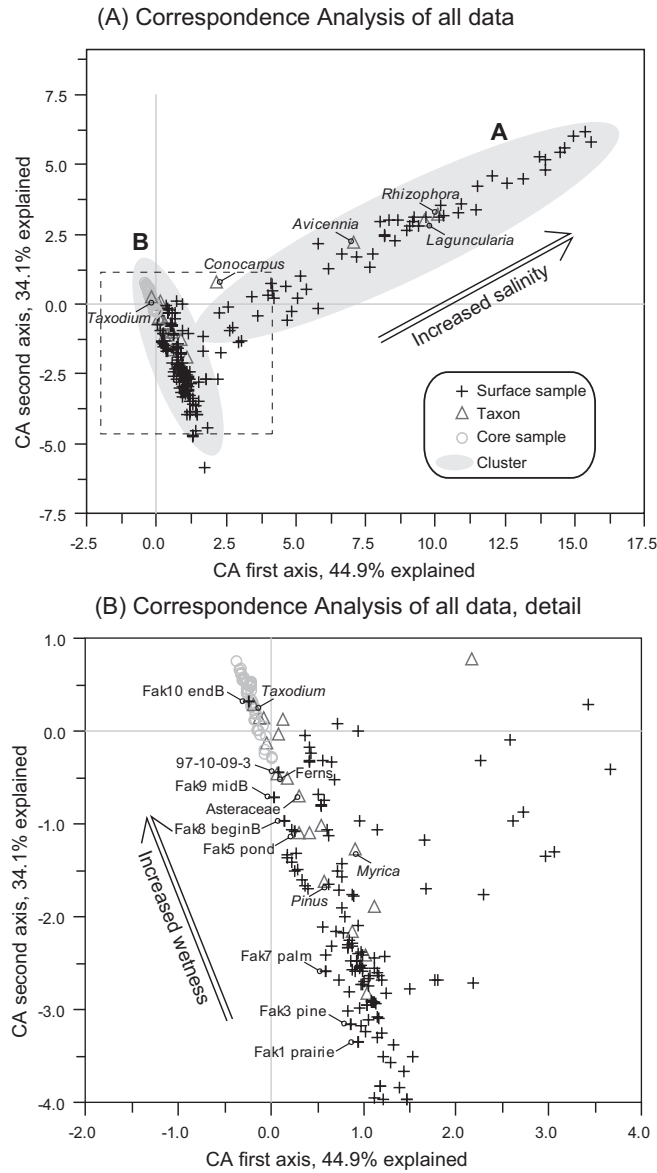 (A) Correspondence Analysis of all data
7.5
5.0
2.5
0.0
-2.5
-5.0
-7.5
CA second axis, 34.1% explained
A
B
Rhizophora
Avicennia
Laguncularia
Conocarpus
Taxodium
Increased salinity
Surface sample
Taxon
Core sample
Cluster
-2.5 0.0 2.5 5.0 7.5 10.0 12.5 15.0 17.5
CA first axis, 44.9% explained
(B) Correspondence Analysis of all data, detail
1.0
0.0
-1.0
-2.0
-3.0
-4.0
CA second axis, 34.1% explained
Fak10 endB
Taxodium
97-10-09-3
Ferns
Fak9 midB
Asteraceae
Fak8 beginB
Fak5 pond
Myrica
Pinus
Increased wetness
Fak7 palm
Fak3 pine
Fak1 prairie
-2.0 -1.0 0.0 1.0 2.0 3.0 4.0
CA first axis, 44.9% explained